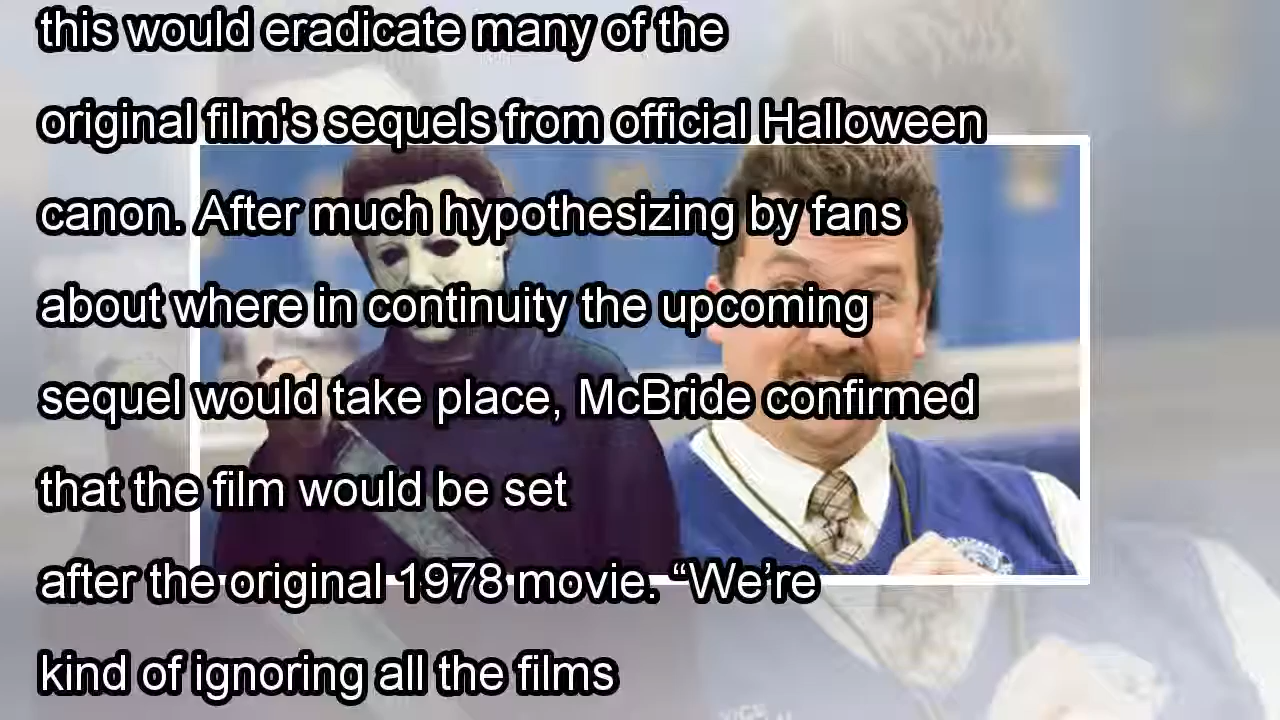 this would eradicate many of the
original film's sequels from official Halloween
canon. After much hypothesizing by fans
about where in continuity the upcoming
sequel would take place, McBride confirmed
that the film would be set
after the original 1978 movie. “We’re
kind of ignoring all the films